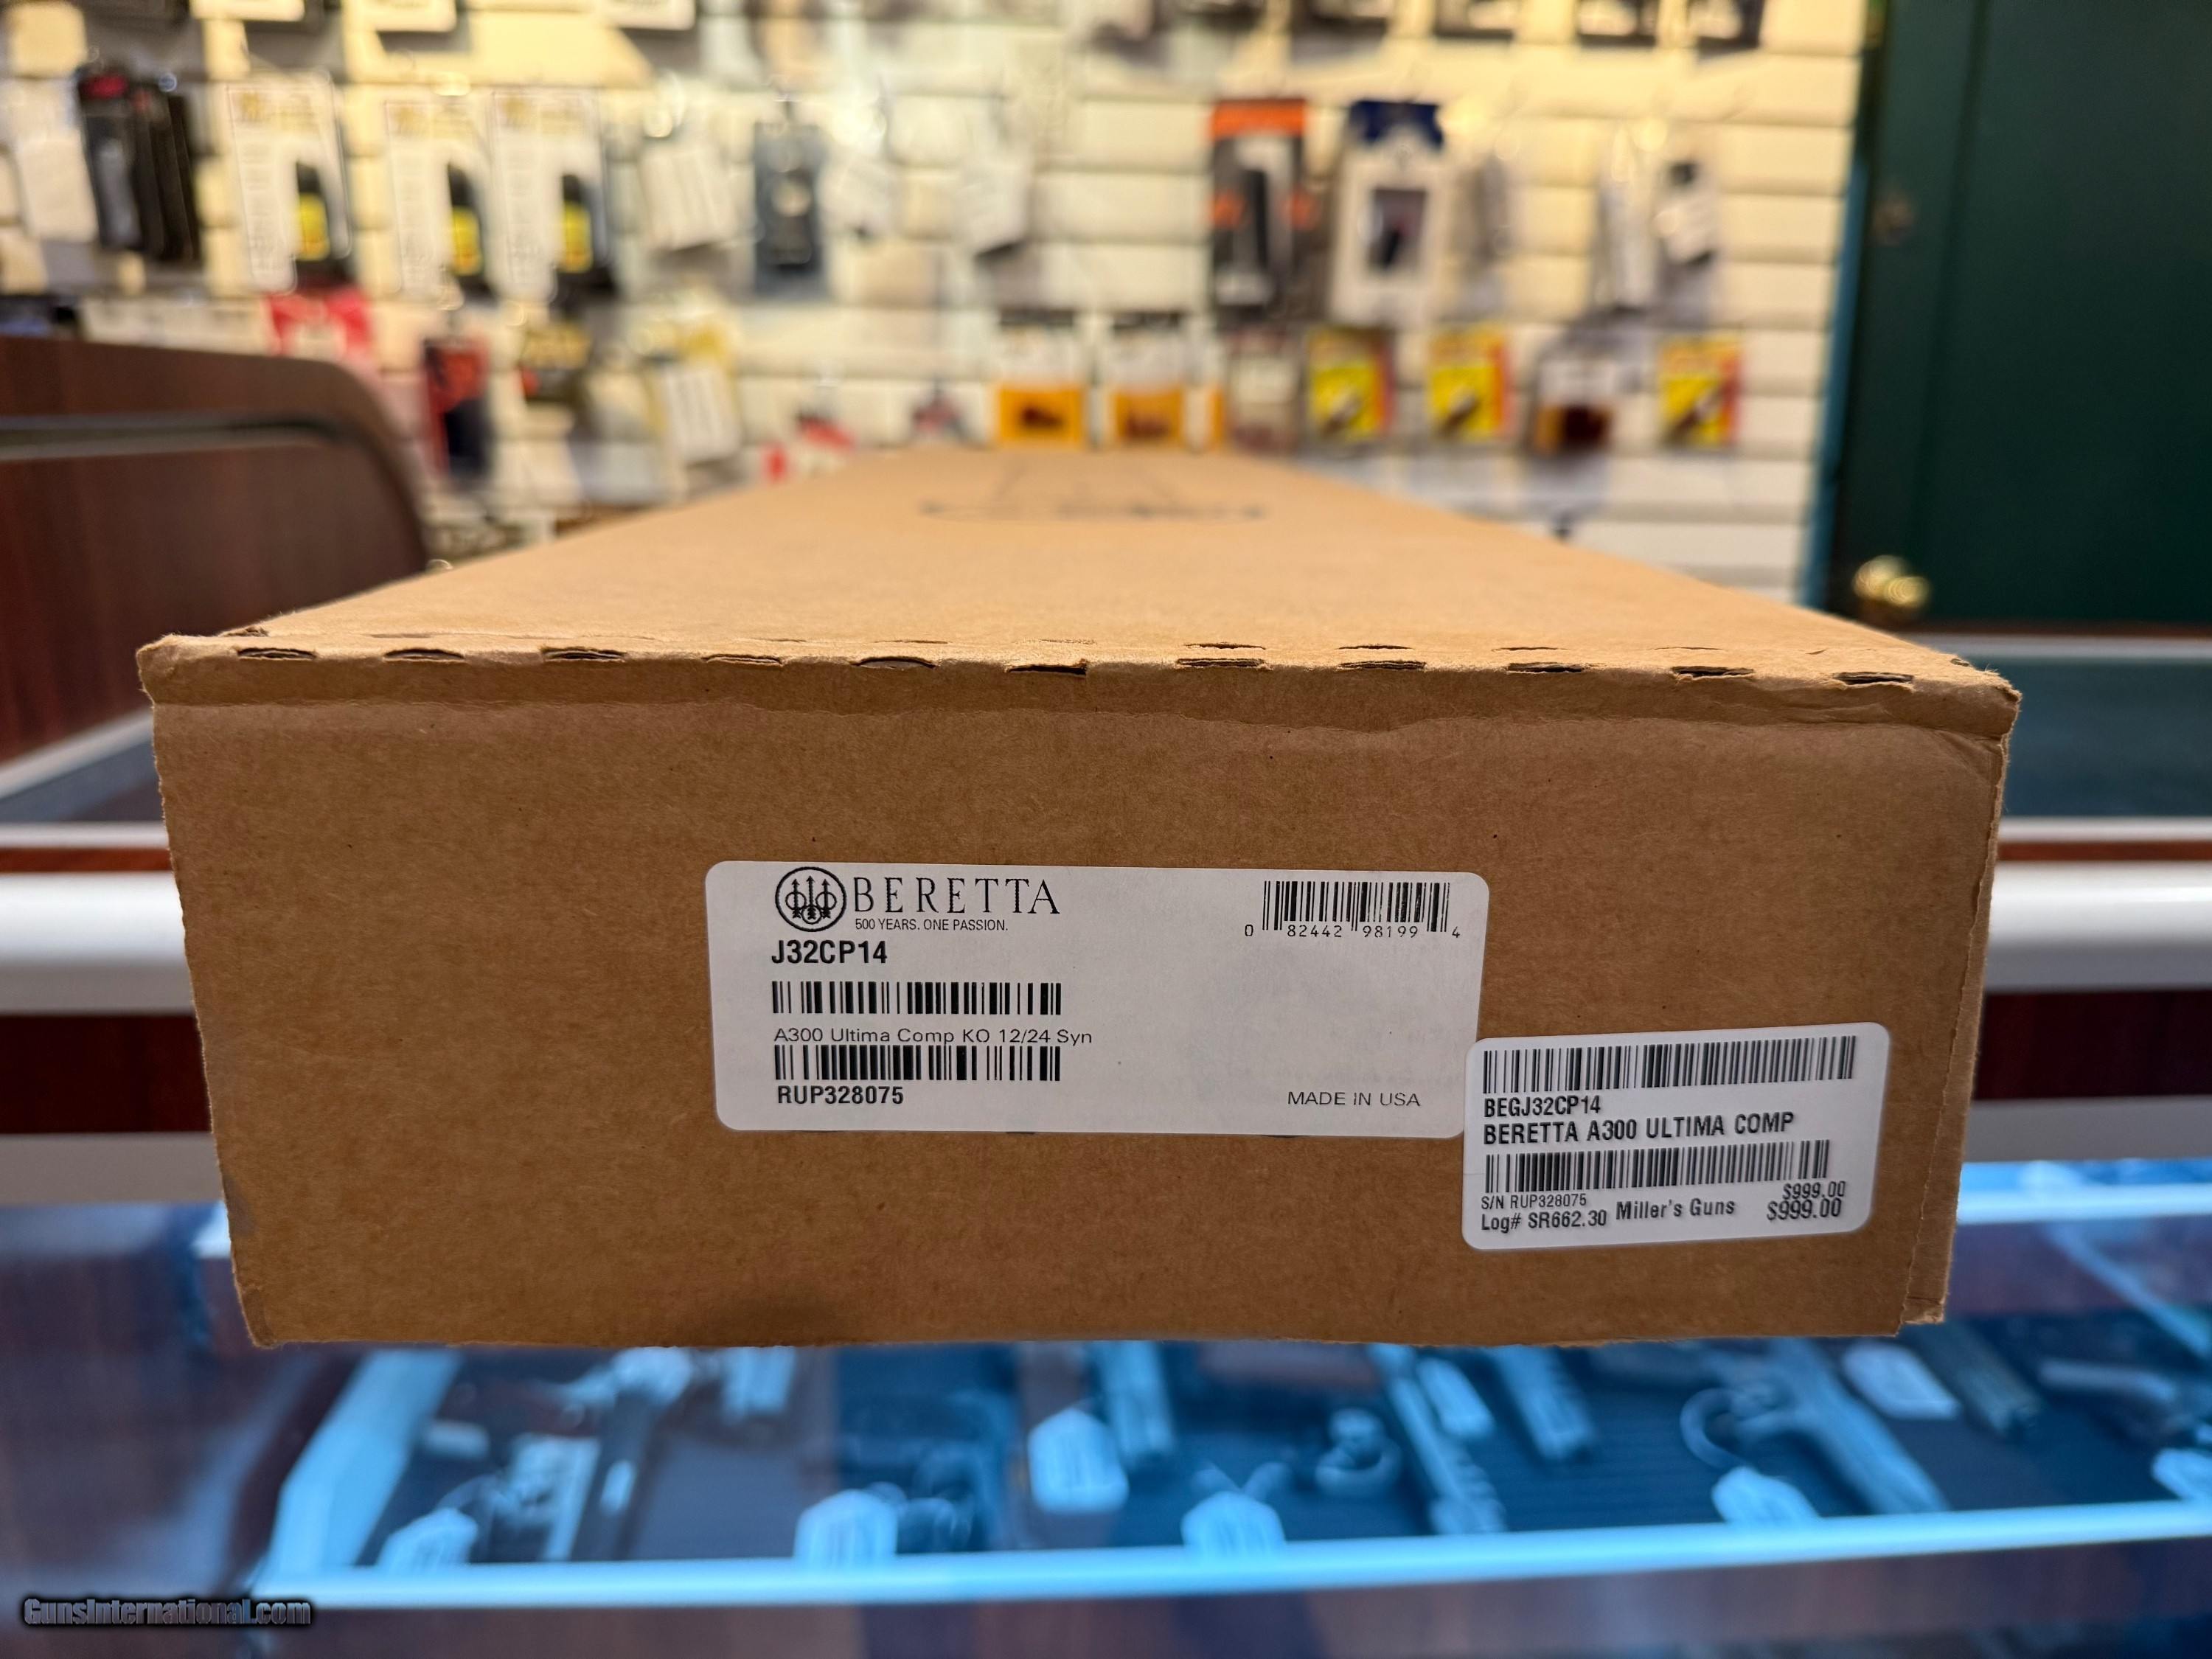 BERETTA
500 YEARS. ONE PASSION.
0 82442 98199 4
J32CP14
A300 Ultima Comp KO 12/24 Syn
RUP328075
MADE IN USA
BEGJ32CP14
BERETTA A300 ULTIMA COMP
S/N RUP328075 $999.00
Log# SR662.30 Miller's Guns $999.00
GunsInternational.com